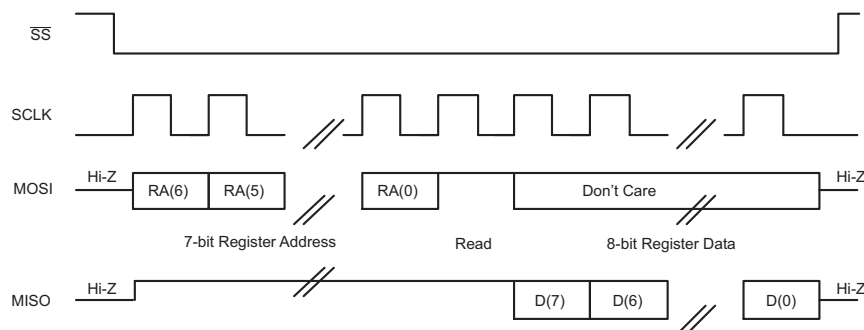 SS
SCLK
MOSI Hi-Z RA(6) RA(5) RA(0) Don't Care Hi-Z
7-bit Register Address Read 8-bit Register Data
MISO Hi-Z D(7) D(6) D(0) Hi-Z